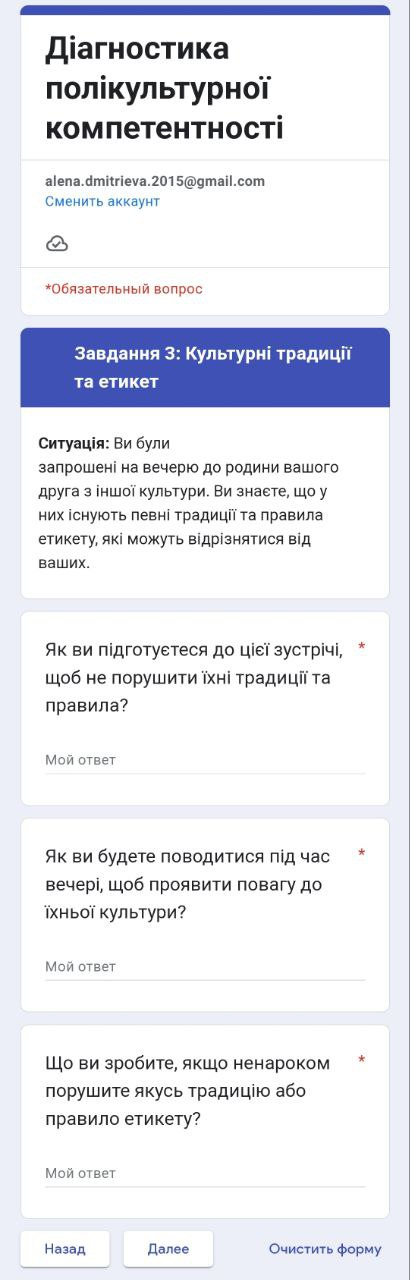 Діагностика
полікультурної
компетентності
alena.dmitrieva.2015@gmail.com
Сменить аккаунт
*Обязательный вопрос
Завдання 3: Культурні традиції
та етикет
Ситуація: Ви були
запрошені на вечерю до родини вашого
друга з іншої культури. Ви знаєте, що у
них існують певні традиції та правила
етикету, які можуть відрізнятися від
ваших.
Як ви підготуєтеся до цієї зустрічі, *
щоб не порушити їхні традиції та
правила?
Мой ответ
Як ви будете поводитися під час *
вечері, щоб проявити повагу до
їхньої культури?
Мой ответ
Що ви зробите, якщо ненароком *
порушите якусь традицію або
правило етикету?
Мой ответ
Назад Далее Очистить форму